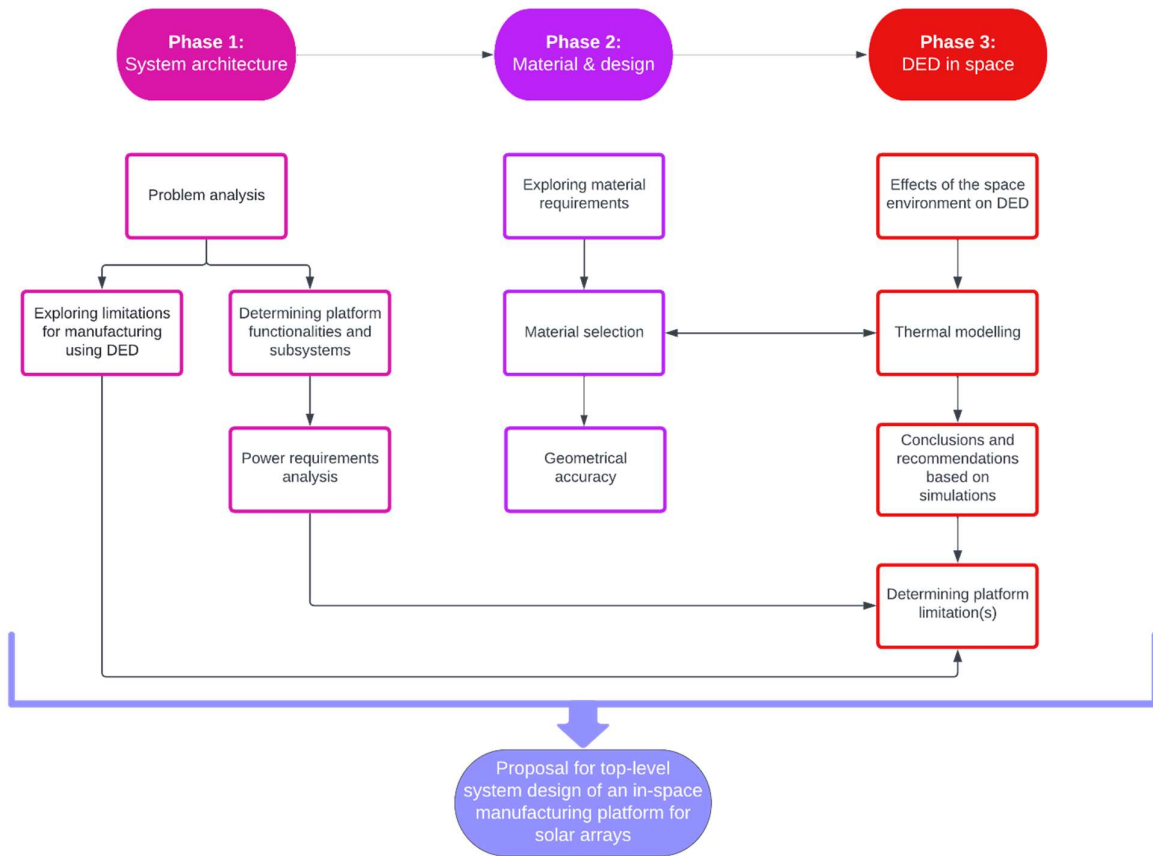 Phase 1:
System architecture
Phase 2:
Material & design
Phase 3:
DED in space
Problem analysis
Exploring material
requirements
Effects of the space
environment on DED
Exploring limitations
for manufacturing
using DED
Determining platform
functionalities and
subsystems
Material selection
Thermal modelling
Power requirements
analysis
Geometrical
accuracy
Conclusions and
recommendations
based on
simulations
Determining platform
limitation(s)
Proposal for top-level
system design of an in-space
manufacturing platform for
solar arrays